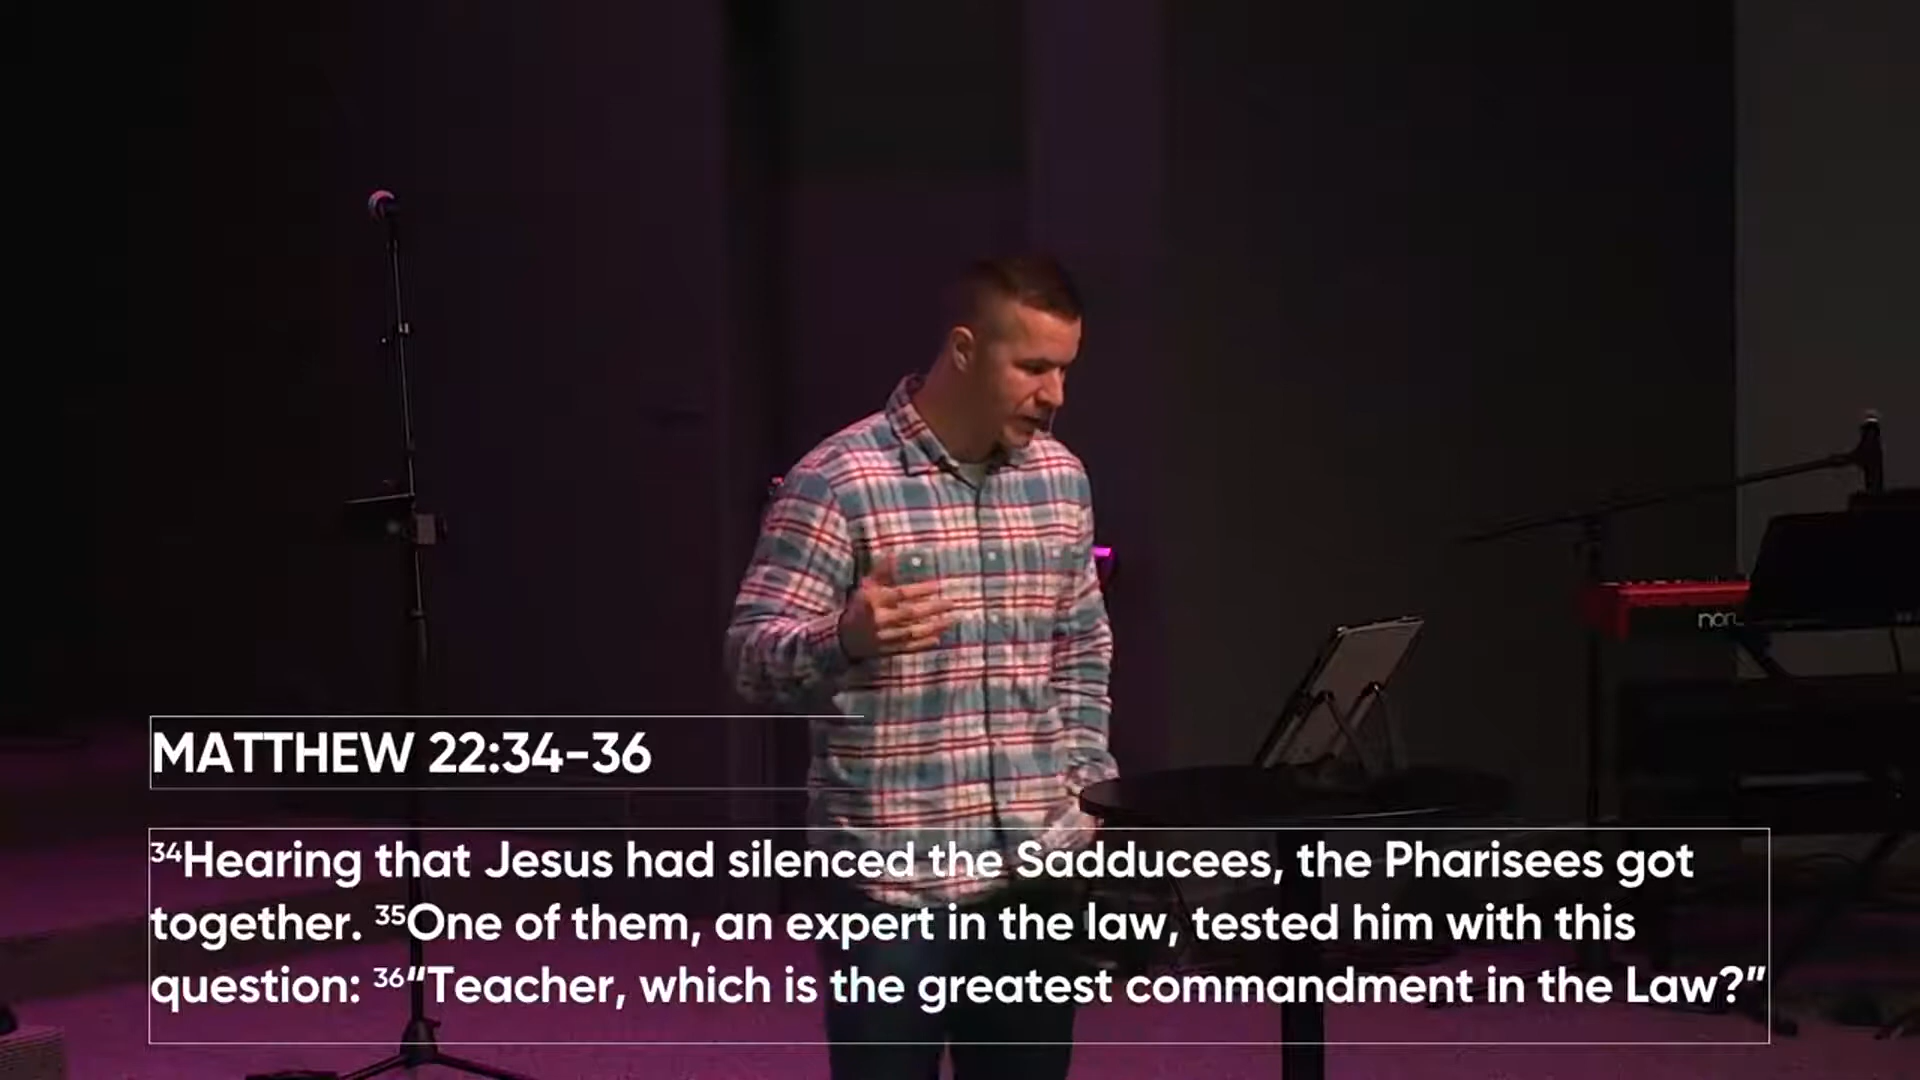 MATTHEW 22:34-36
³⁴Hearing that Jesus had silenced the Sadducees, the Pharisees got
together. ³⁵One of them, an expert in the law, tested him with this
question: ³⁶“Teacher, which is the greatest commandment in the Law?”